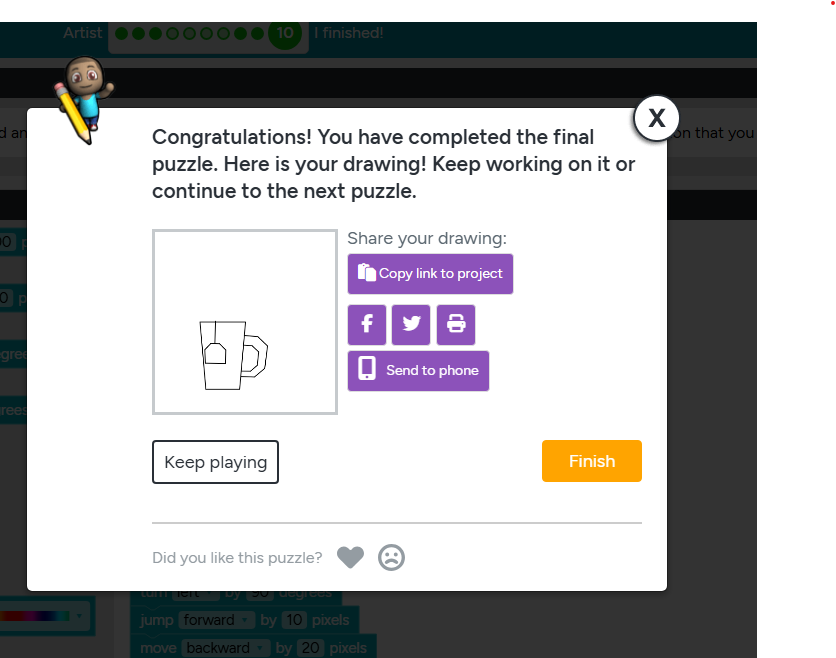 Artist 10 I finished!
X
d an
on that you
Congratulations! You have completed the final
puzzle. Here is your drawing! Keep working on it or
continue to the next puzzle.
Share your drawing:
Copy link to project
Send to phone
Keep playing
Finish
Did you like this puzzle?
turn left by 90 degrees
jump forward by 10 pixels
move backward by 20 pixels